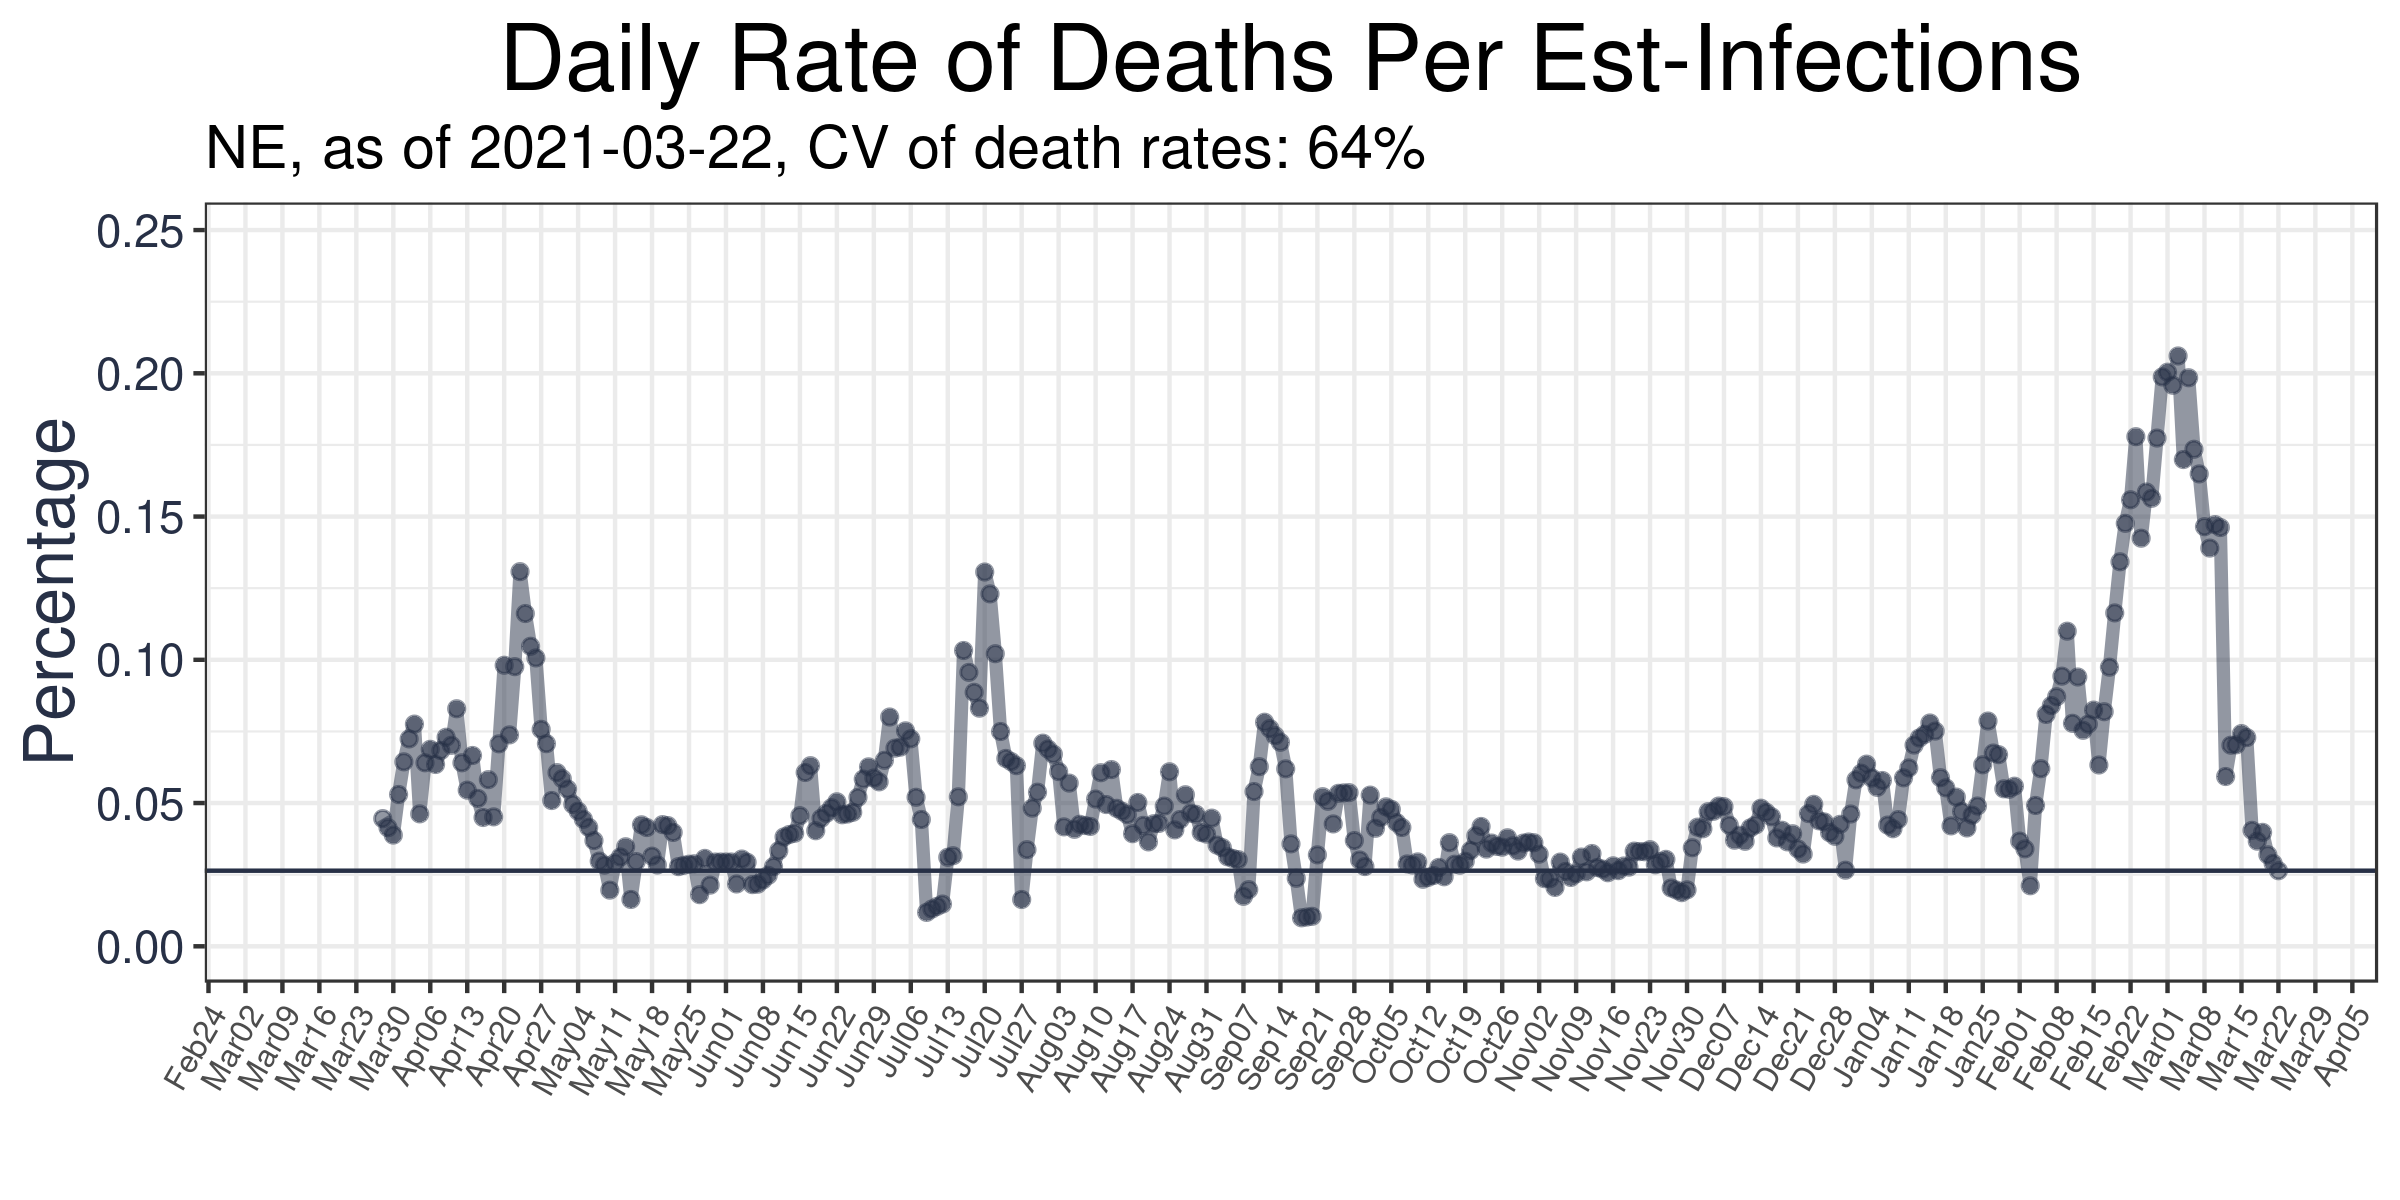 Daily Rate of Deaths Per Est-Infections
NE, as of 2021-03-22, CV of death rates: 64%
Percentage
0.25
0.20
0.15
0.10
0.05
0.00
Feb24
Mar02
Mar09
Mar16
Mar23
Mar30
Apr06
Apr13
Apr20
Apr27
May04
May11
May18
May25
Jun01
Jun08
Jun15
Jun22
Jun29
Jul06
Jul13
Jul20
Jul27
Aug03
Aug10
Aug17
Aug24
Aug31
Sep07
Sep14
Sep21
Sep28
Oct05
Oct12
Oct19
Oct26
Nov02
Nov09
Nov16
Nov23
Nov30
Dec07
Dec14
Dec21
Dec28
Jan04
Jan11
Jan18
Jan25
Feb01
Feb08
Feb15
Feb22
Mar01
Mar08
Mar15
Mar22
Mar29
Apr05